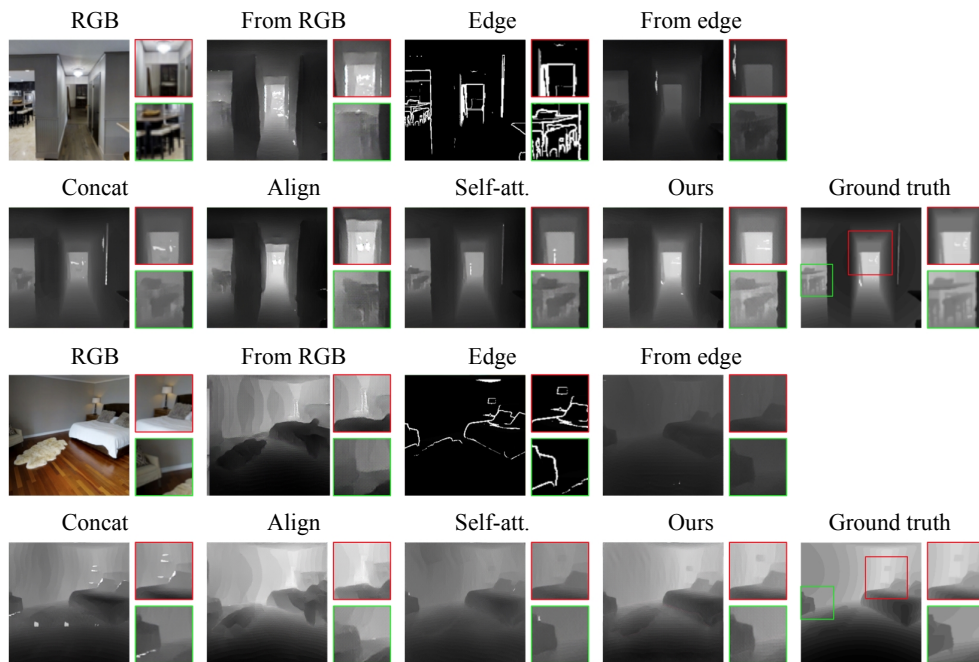 RGB From RGB Edge From edge
Concat Align Self-att. Ours Ground truth
RGB From RGB Edge From edge
Concat Align Self-att. Ours Ground truth